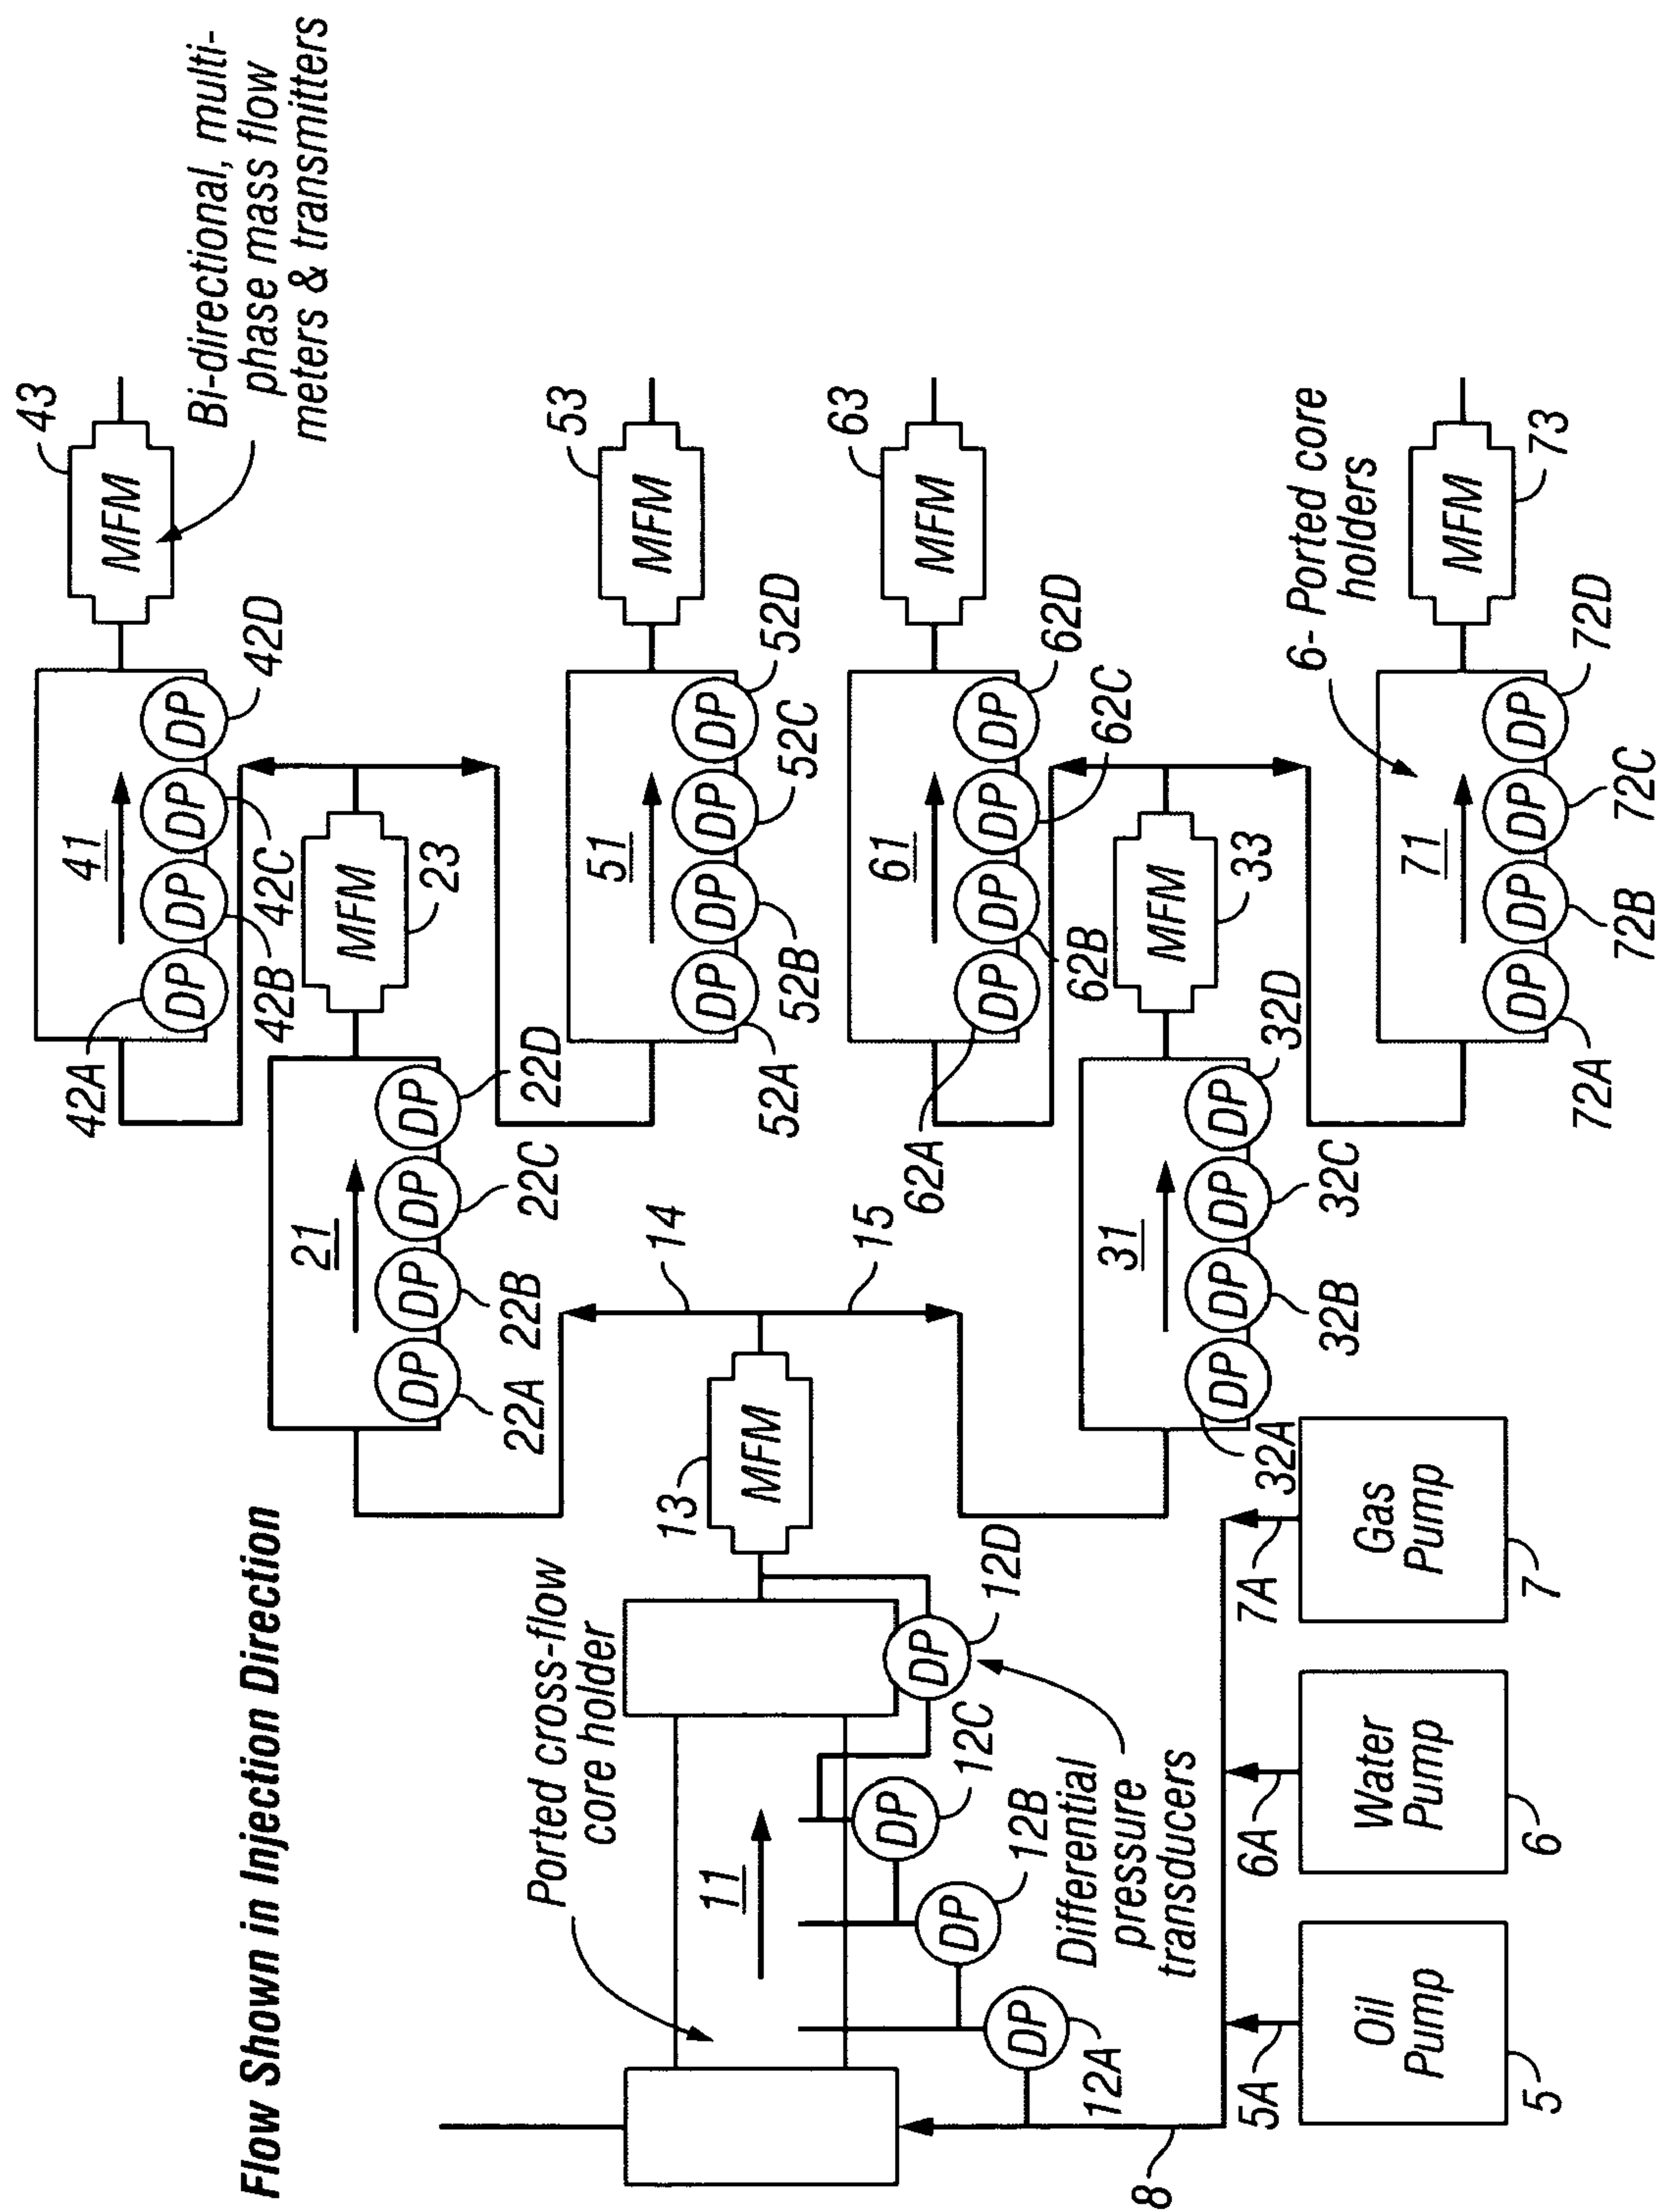 Flow Shown in Injection Direction
43
MFM
Bi-directional, multi-
phase mass flow
meters & transmitters
41
DP
DP
DP
DP
42A
42B
42C
42D
MFM
23
21
DP
DP
DP
DP
22A
22B
22C
22D
53
MFM
51
DP
DP
DP
DP
52A
52B
52C
52D
14
15
13
MFM
Ported cross-flow
core holder
11
DP
DP
DP
DP
12A
12B
12C
12D
Differential
pressure
transducers
63
MFM
61
DP
DP
DP
DP
62A
62B
62C
62D
MFM
33
31
DP
DP
DP
DP
32A
32B
32C
32D
6- Ported core
holders
MFM
73
71
DP
DP
DP
DP
72A
72B
72C
72D
8
5A
6A
7A
Oil
Pump
5
Water
Pump
6
Gas
Pump
7